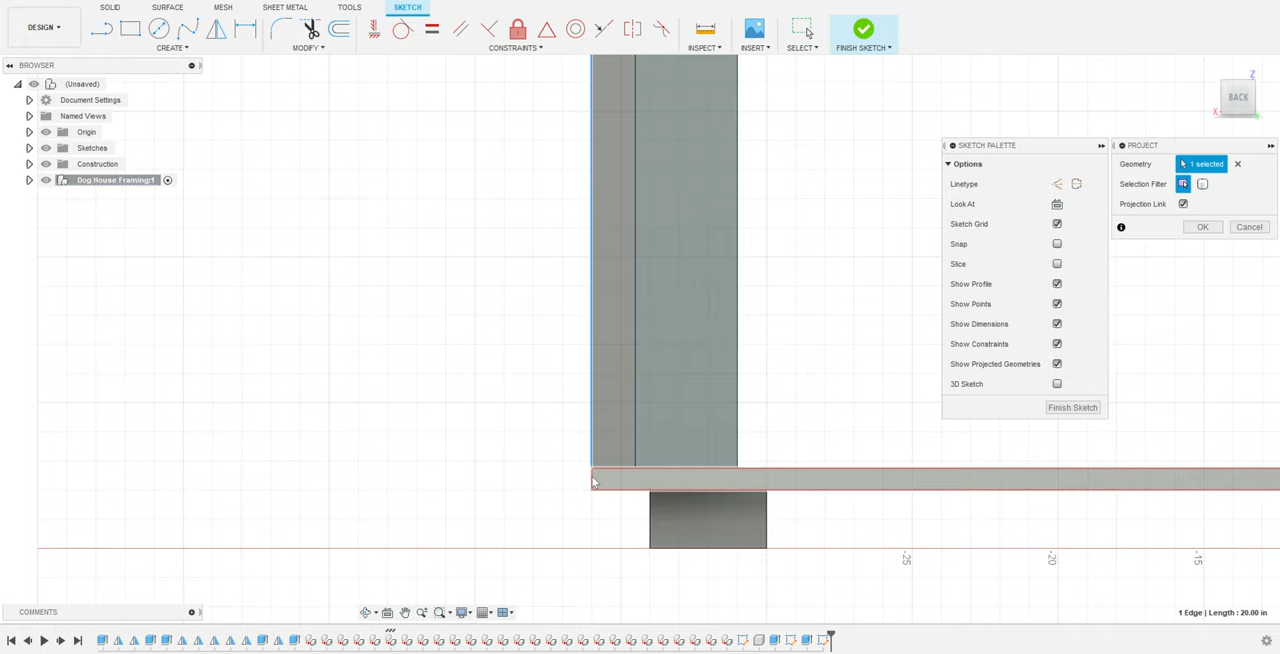 SOLID SURFACE MESH SHEET METAL TOOLS SKETCH
DESIGN
CREATE MODIFY CONSTRAINTS INSPECT INSERT SELECT FINISH SKETCH
BROWSER
(Unsaved)
Document Settings
Named Views
Origin
Sketches
Construction
Dog House Framing:1
Z
BACK
X
SKETCH PALETTE
Options
Linetype
Look At
Sketch Grid
Snap
Slice
Show Profile
Show Points
Show Dimensions
Show Constraints
Show Projected Geometries
3D Sketch
Finish Sketch
PROJECT
Geometry 1 selected
Selection Filter
Projection Link
OK Cancel
-25 -20 -15
COMMENTS
1 Edge | Length : 20.00 in